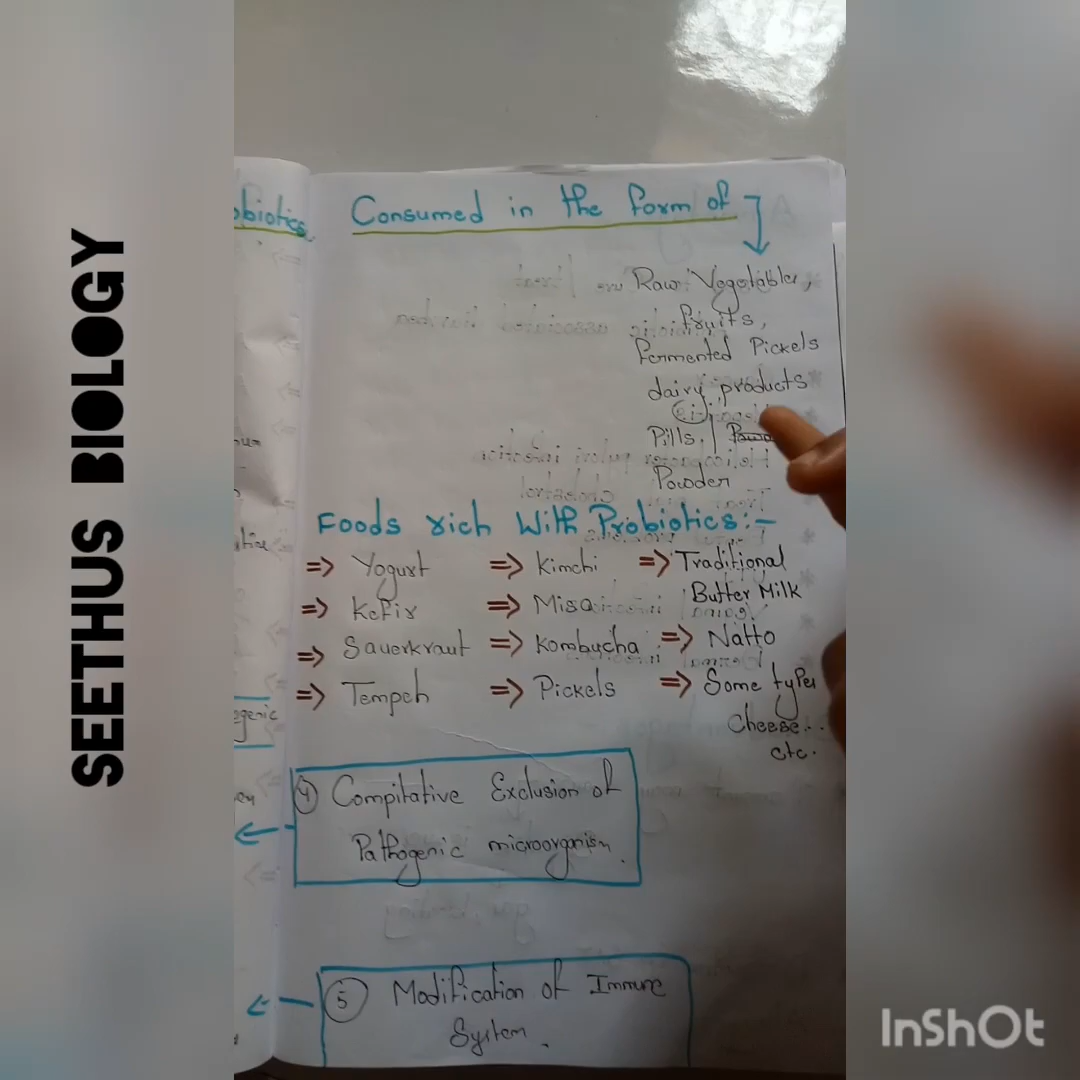 SEETHUS BIOLOGY
obiotics
Consumed in the form of
Raw Vegetables,
fruits,
Fermented Pickels
dairy products
Pills,
Powder
Foods rich With Probiotics:-
=> Yogurt => Kimchi => Traditional
Butter Milk
=> Kefir => Miso
=> Sauerkraut => Kombucha => Natto
=> Tempeh => Pickels => Some types
Cheese..
etc.
ogenic
④ Compitative Exclusion of
Pathogenic microorganism.
⑤ Modification of Immune
System.
InShOt